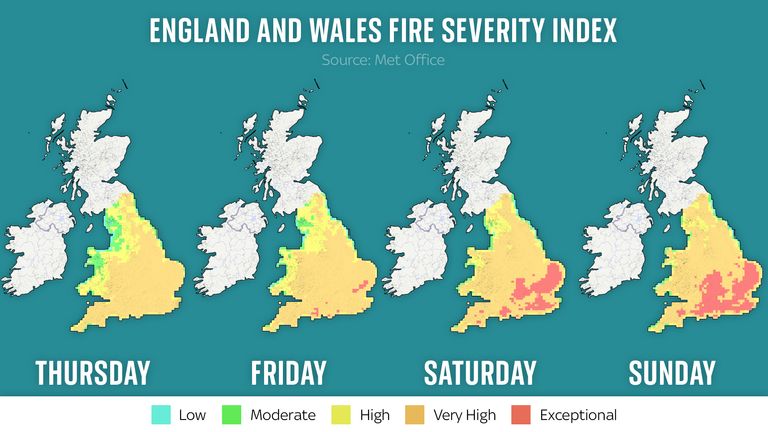 ENGLAND AND WALES FIRE SEVERITY INDEX
Source: Met Office
THURSDAY FRIDAY SATURDAY SUNDAY
Low Moderate High Very High Exceptional